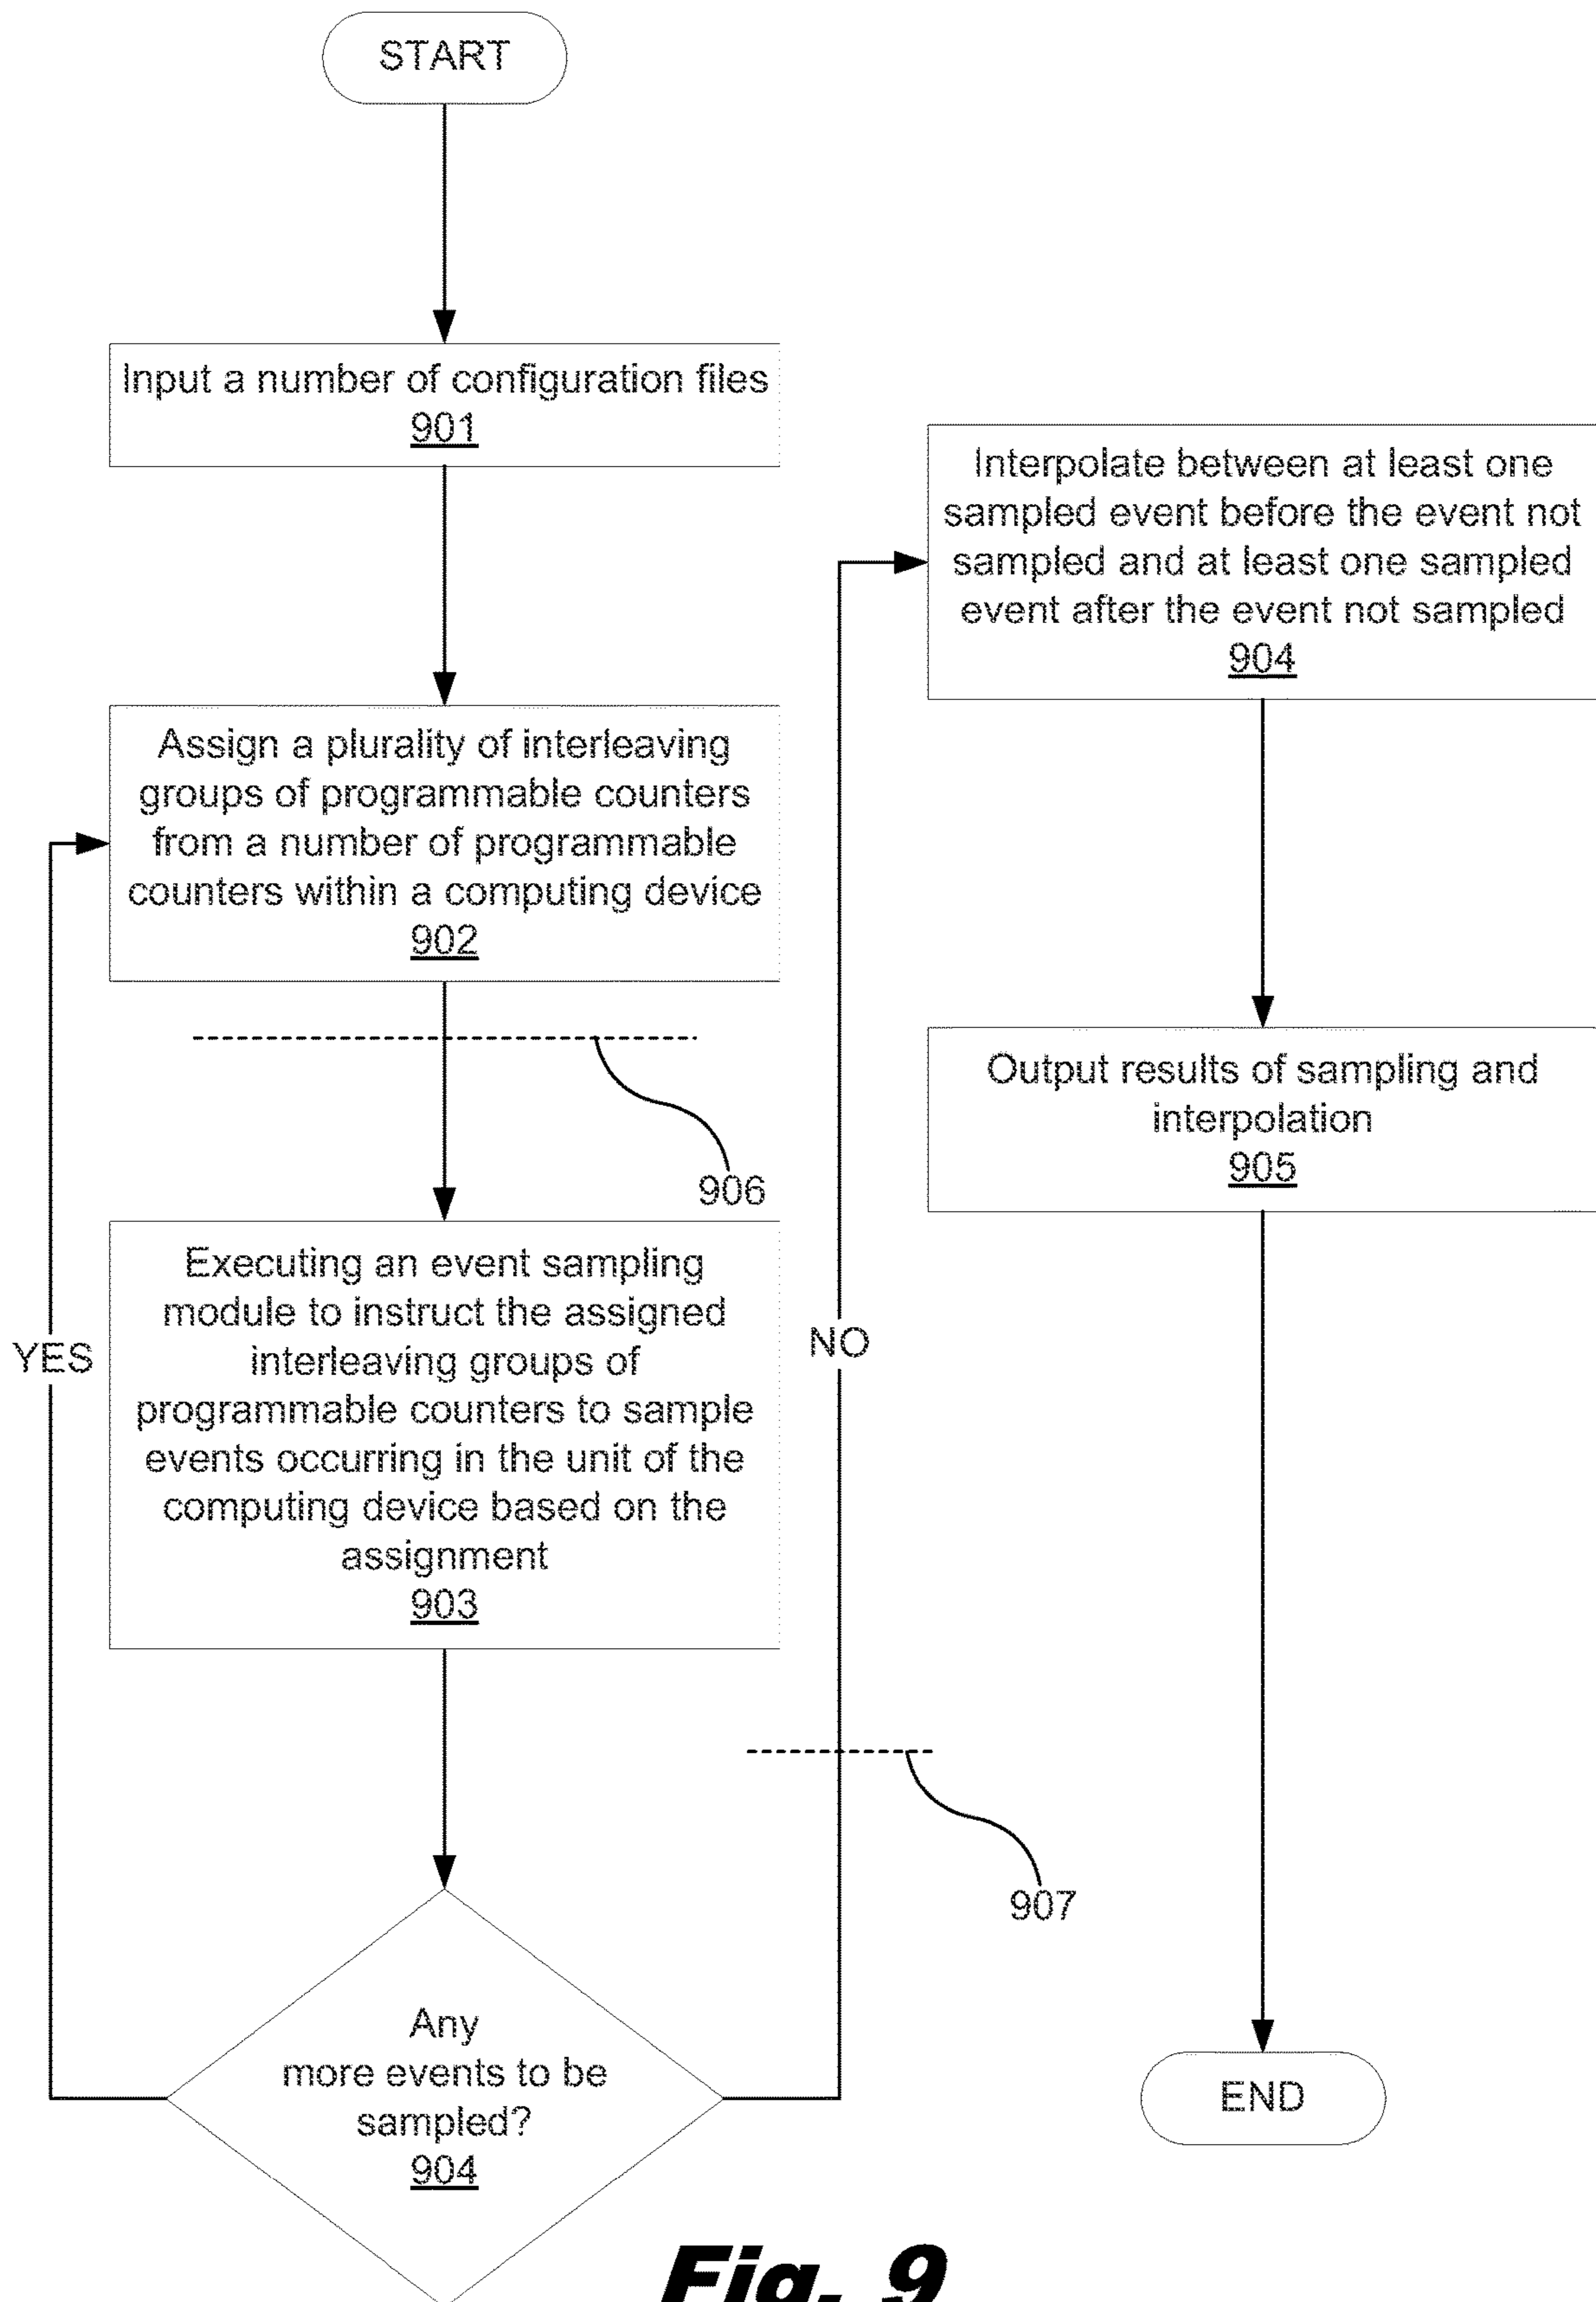 START
Input a number of configuration files
901
Assign a plurality of interleaving
groups of programmable counters
from a number of programmable
counters within a computing device
902
906
Executing an event sampling
module to instruct the assigned
interleaving groups of
programmable counters to sample
events occurring in the unit of the
computing device based on the
assignment
903
YES
NO
907
Any
more events to be
sampled?
904
Interpolate between at least one
sampled event before the event not
sampled and at least one sampled
event after the event not sampled
904
Output results of sampling and
interpolation
905
END
Fig. 9